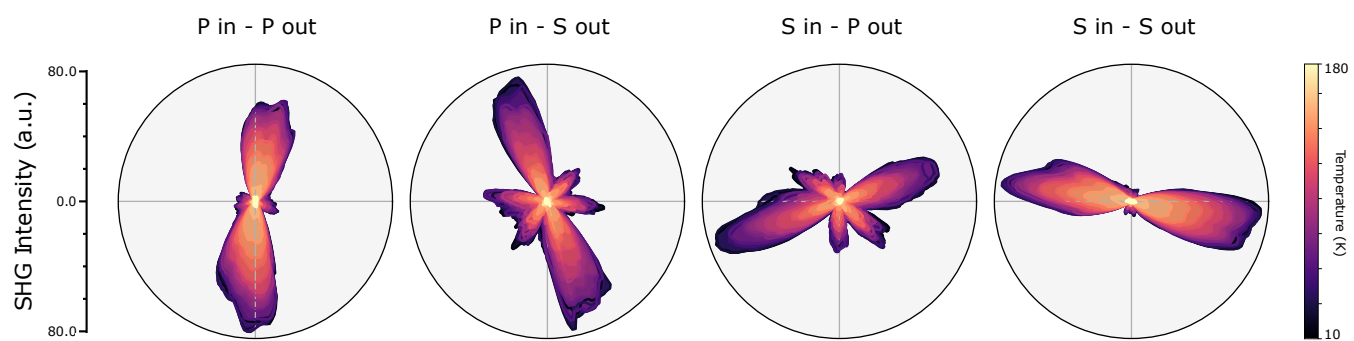 P in - P out
P in - S out
S in - P out
S in - S out
SHG Intensity (a.u.)
80.0
0.0
80.0
180
Temperature (K)
10